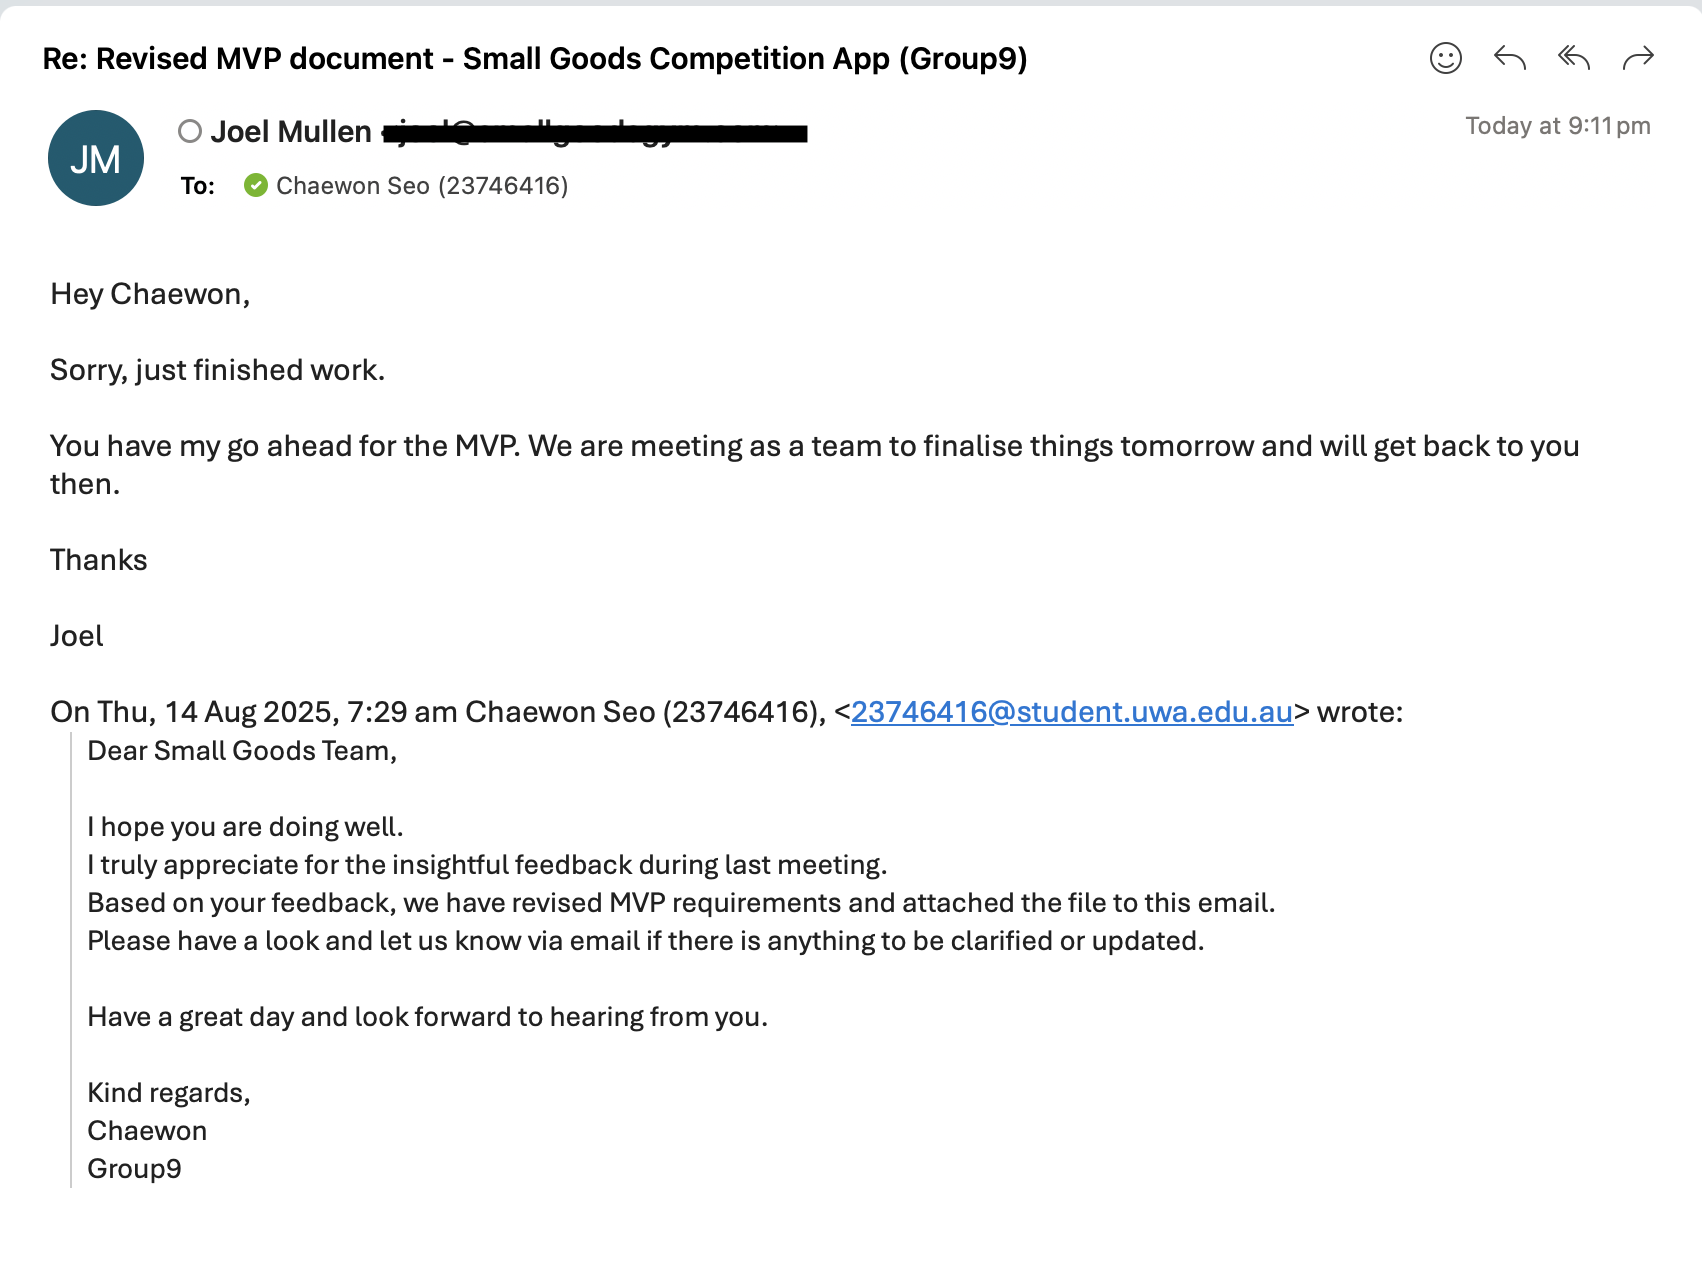 Re: Revised MVP document - Small Goods Competition App (Group9)
JM
Joel Mullen
Today at 9:11 pm
To: Chaewon Seo (23746416)
Hey Chaewon,
Sorry, just finished work.
You have my go ahead for the MVP. We are meeting as a team to finalise things tomorrow and will get back to you
then.
Thanks
Joel
On Thu, 14 Aug 2025, 7:29 am Chaewon Seo (23746416), <23746416@student.uwa.edu.au> wrote:
Dear Small Goods Team,
I hope you are doing well.
I truly appreciate for the insightful feedback during last meeting.
Based on your feedback, we have revised MVP requirements and attached the file to this email.
Please have a look and let us know via email if there is anything to be clarified or updated.
Have a great day and look forward to hearing from you.
Kind regards,
Chaewon
Group9